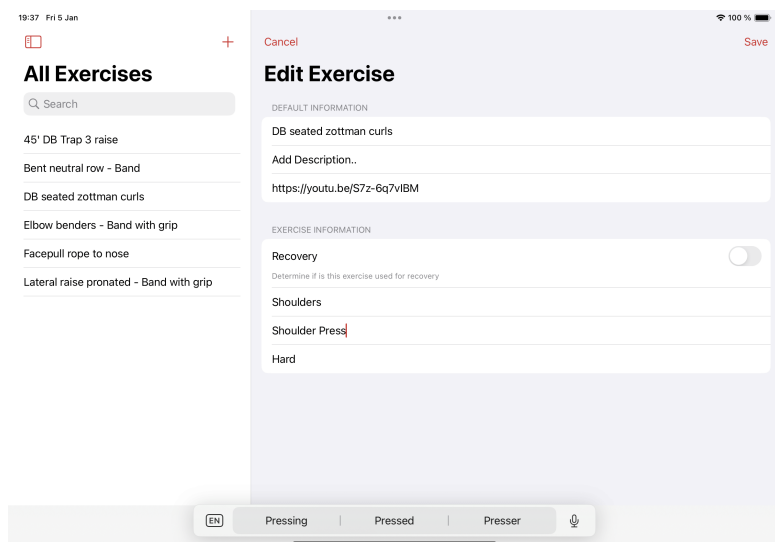 19:37 Fri 5 Jan
100 %
All Exercises
Search
45' DB Trap 3 raise
Bent neutral row - Band
DB seated zottman curls
Elbow benders - Band with grip
Facepull rope to nose
Lateral raise pronated - Band with grip
Cancel
Save
Edit Exercise
DEFAULT INFORMATION
DB seated zottman curls
Add Description..
https://youtu.be/S7z-6q7vIBM
EXERCISE INFORMATION
Recovery
Determine if is this exercise used for recovery
Shoulders
Shoulder Press
Hard
EN
Pressing
Pressed
Presser